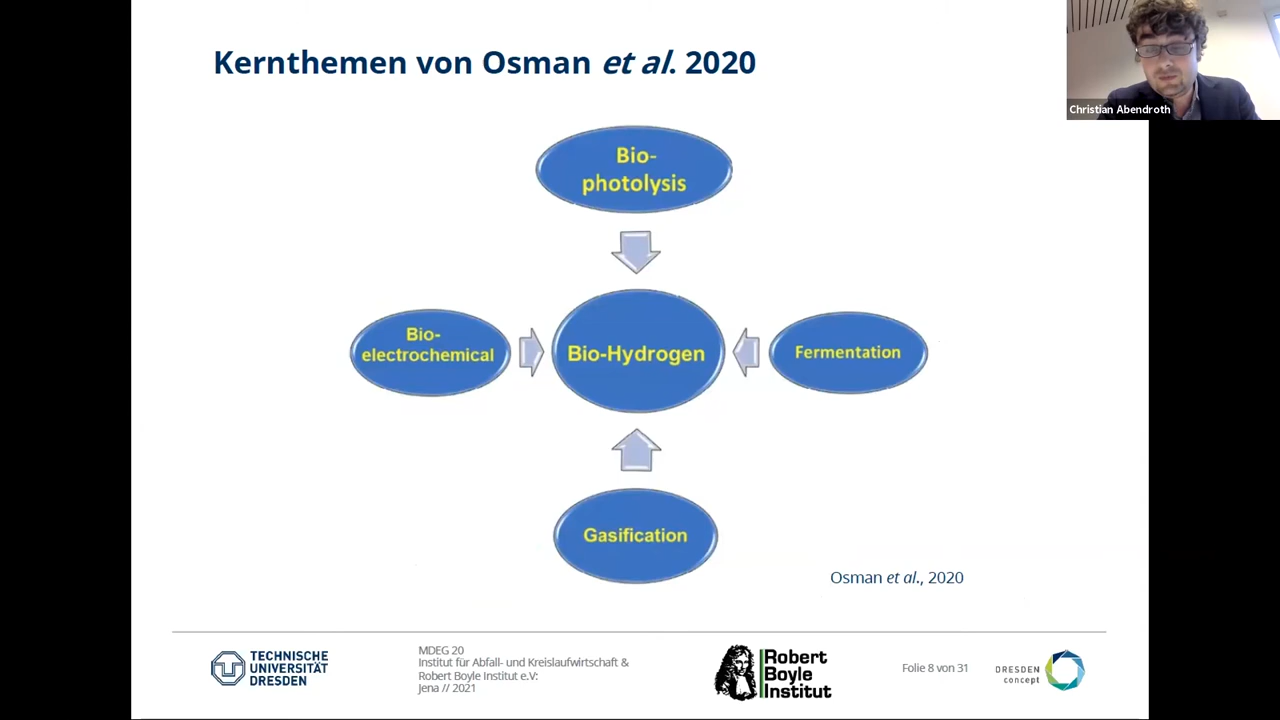 Kernthemen von Osman et al. 2020
Christian Abendroth
Bio-
photolysis
Bio-
electrochemical
Bio-Hydrogen
Fermentation
Gasification
Osman et al., 2020
TECHNISCHE
UNIVERSITÄT
DRESDEN
MDEG 20
Institut für Abfall- und Kreislaufwirtschaft &
Robert Boyle Institut e.V:
Jena // 2021
Robert
Boyle
Institut
Folie 8 von 31
DRESDEN
concept